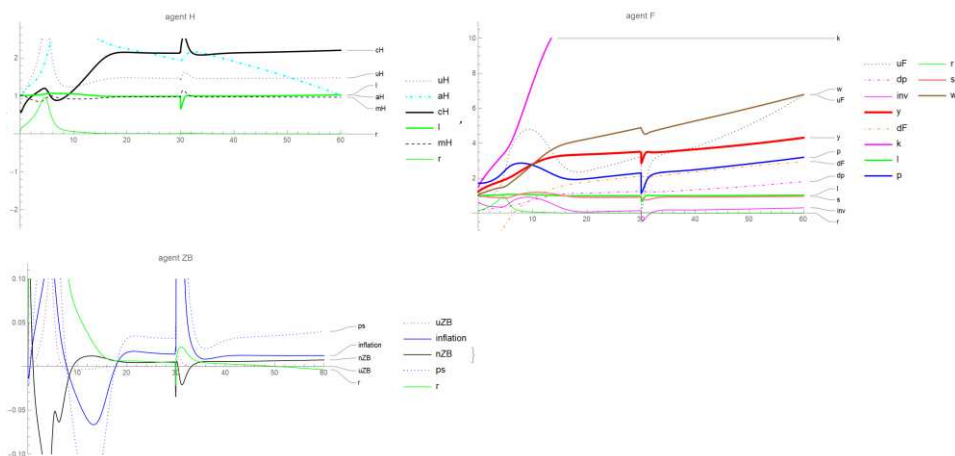 agent H
2
1
-1
-2
10 20 30 40 50 60
cH
uH
l
aH
mH
r
uH
aH
cH
l
mH
r
,
agent F
10
8
6
4
2
10 20 30 40 50 60
k
w
uF
y
p
dF
dp
l
s
inv
r
uF
dp
inv
y
dF
k
l
p
r
s
w
agent ZB
0.10
0.05
-0.05
-0.10
10 20 30 40 50 60
ps
inflation
nZB
uZB
r
uZB
inflation
nZB
ps
r
}